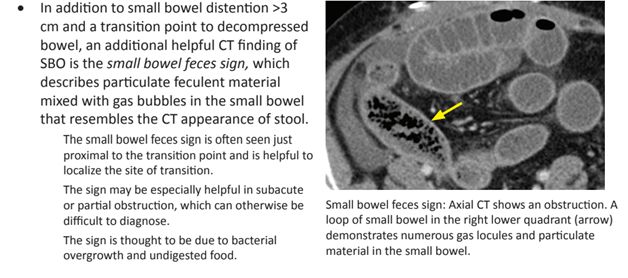 • In addition to small bowel distention >3
cm and a transition point to decompressed
bowel, an additional helpful CT finding of
SBO is the small bowel feces sign, which
describes particulate feculent material
mixed with gas bubbles in the small bowel
that resembles the CT appearance of stool.
The small bowel feces sign is often seen just
proximal to the transition point and is helpful to
localize the site of transition.
The sign may be especially helpful in subacute
or partial obstruction, which can otherwise be
difficult to diagnose.
The sign is thought to be due to bacterial
overgrowth and undigested food.
Small bowel feces sign: Axial CT shows an obstruction. A
loop of small bowel in the right lower quadrant (arrow)
demonstrates numerous gas locules and particulate
material in the small bowel.